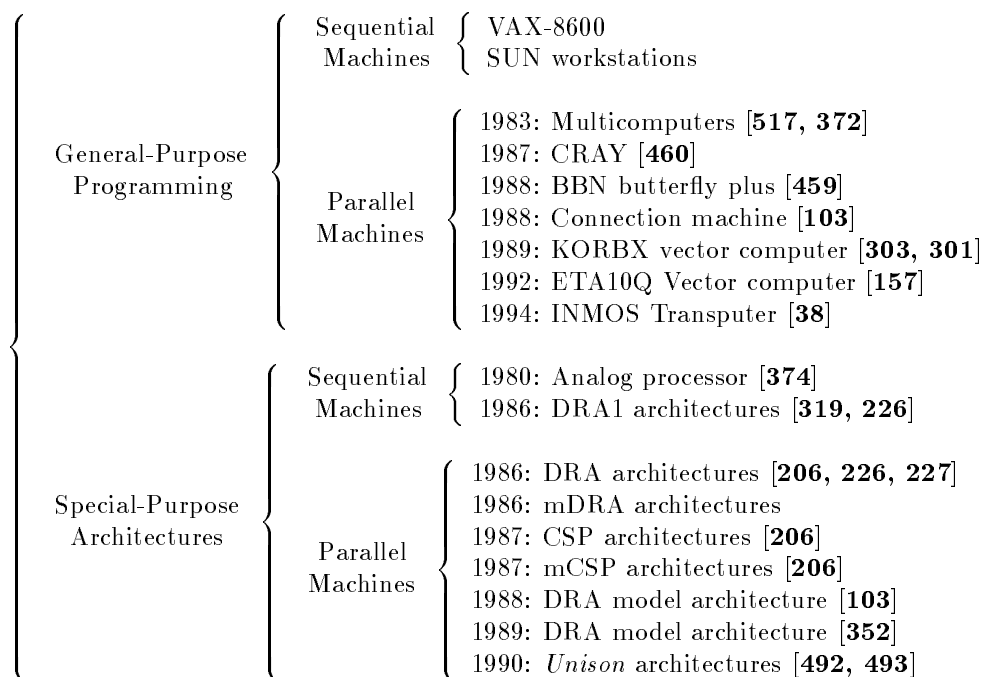 Sequential Machines
VAX-8600
SUN workstations
General-Purpose Programming
Parallel Machines
1983: Multicomputers [517, 372]
1987: CRAY [460]
1988: BBN butterfly plus [459]
1988: Connection machine [103]
1989: KORBX vector computer [303, 301]
1992: ETA10Q Vector computer [157]
1994: INMOS Transputer [38]
Sequential Machines
1980: Analog processor [374]
1986: DRA1 architectures [319, 226]
Special-Purpose Architectures
Parallel Machines
1986: DRA architectures [206, 226, 227]
1986: mDRA architectures
1987: CSP architectures [206]
1987: mCSP architectures [206]
1988: DRA model architecture [103]
1989: DRA model architecture [352]
1990: Unison architectures [492, 493]